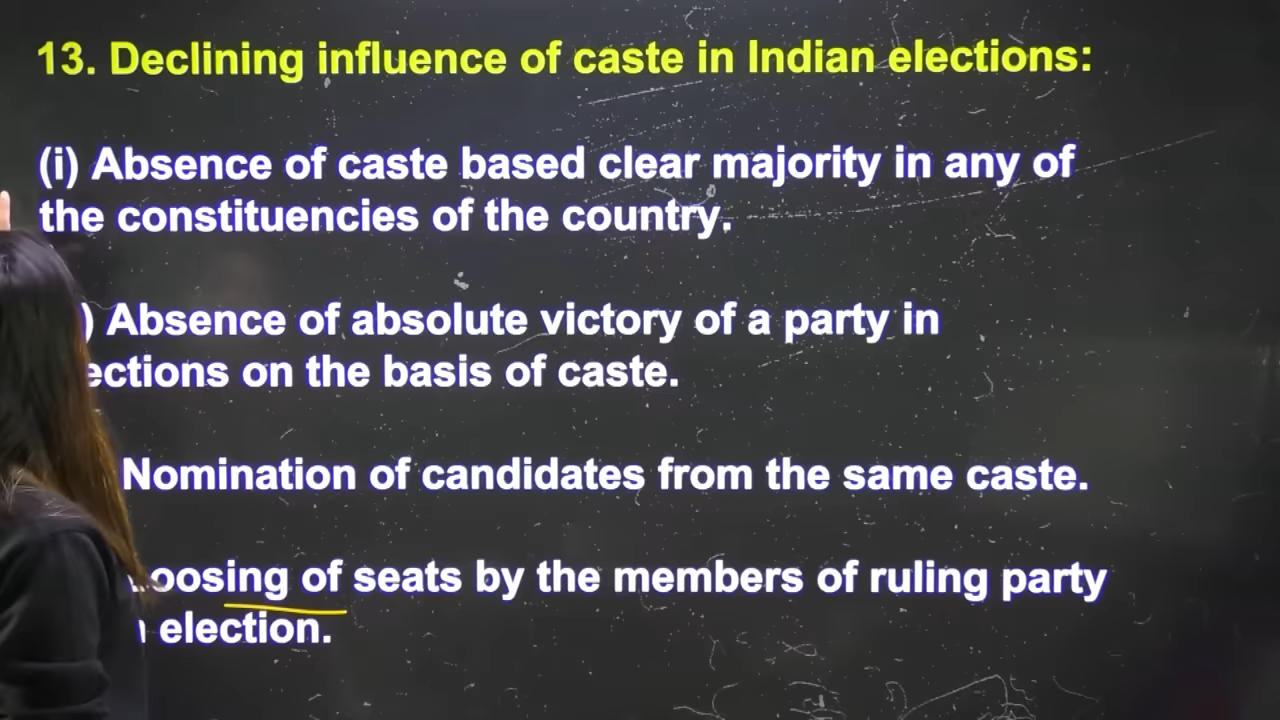 13. Declining influence of caste in Indian elections:
(i) Absence of caste based clear majority in any of
the constituencies of the country.
) Absence of absolute victory of a party in
ections on the basis of caste.
Nomination of candidates from the same caste.
oosing of seats by the members of ruling party
election.